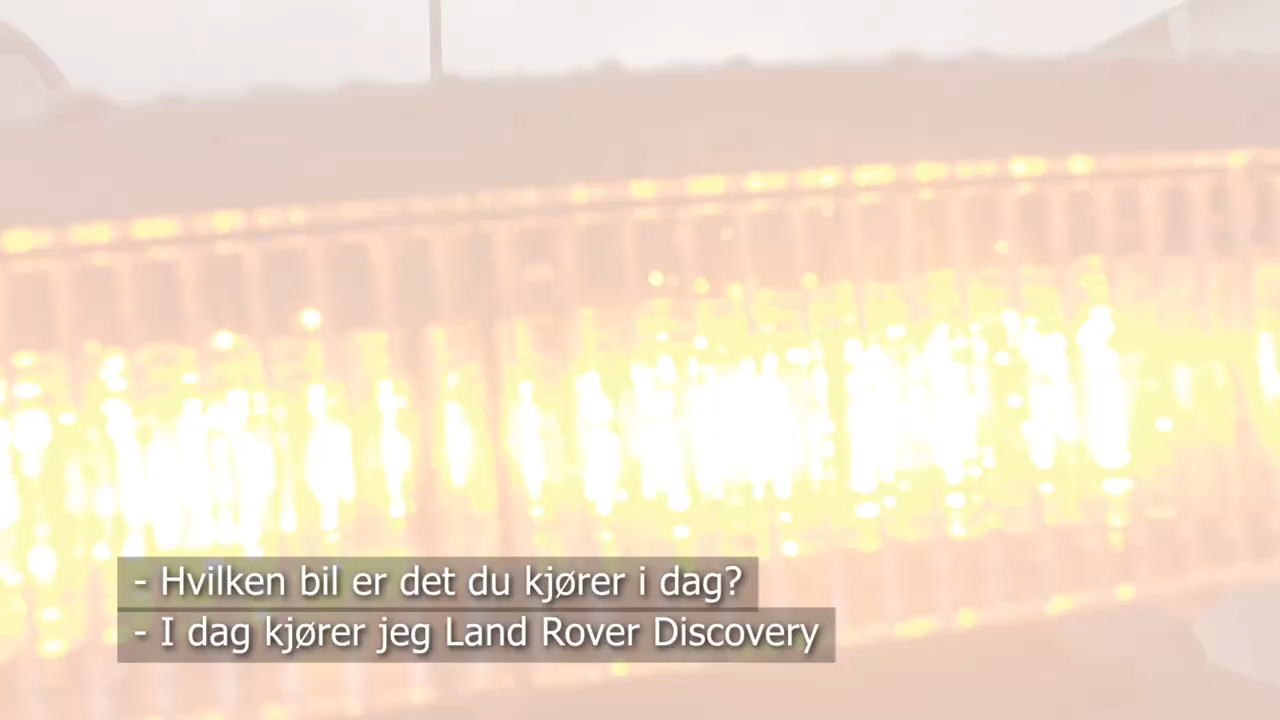 - Hvilken bil er det du kjører i dag?
- I dag kjører jeg Land Rover Discovery